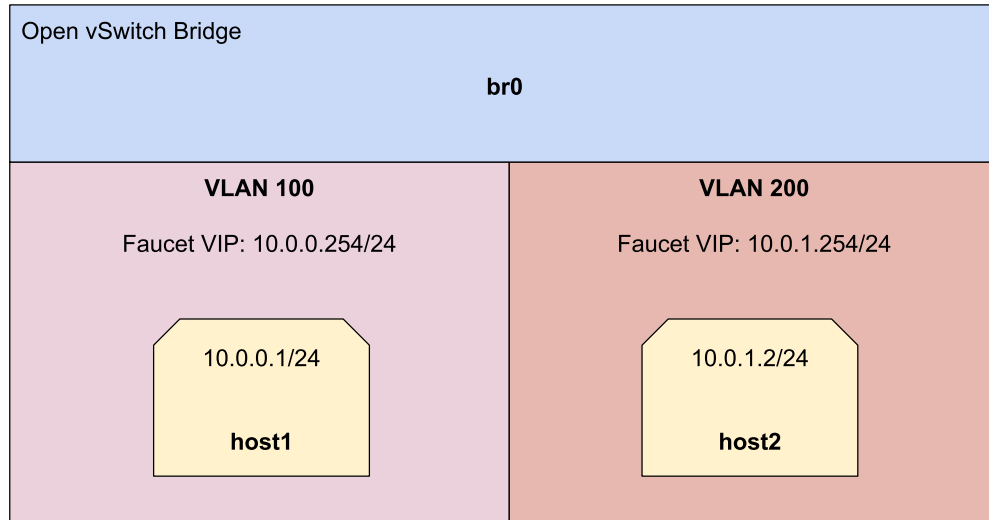 Open vSwitch Bridge
br0
VLAN 100
Faucet VIP: 10.0.0.254/24
10.0.0.1/24
host1
VLAN 200
Faucet VIP: 10.0.1.254/24
10.0.1.2/24
host2